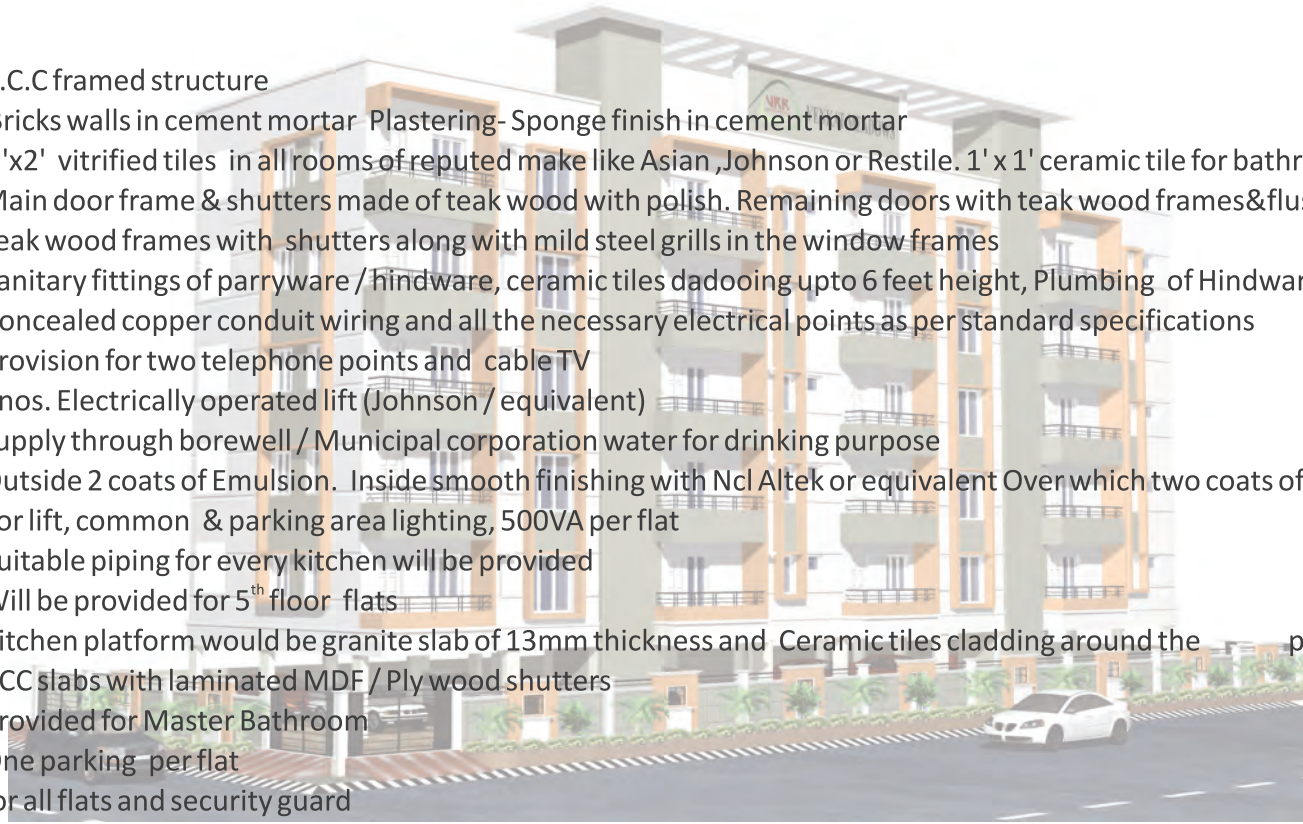 .C.C framed structure
Bricks walls in cement mortar Plastering- Sponge finish in cement mortar
'x2' vitrified tiles in all rooms of reputed make like Asian ,Johnson or Restile. 1' x 1' ceramic tile for bathr
Main door frame & shutters made of teak wood with polish. Remaining doors with teak wood frames&flus
eak wood frames with shutters along with mild steel grills in the window frames
anitary fittings of parryware / hindware, ceramic tiles dadooing upto 6 feet height, Plumbing of Hindwar
oncealed copper conduit wiring and all the necessary electrical points as per standard specifications
rovision for two telephone points and cable TV
nos. Electrically operated lift (Johnson / equivalent)
upply through borewell / Municipal corporation water for drinking purpose
Outside 2 coats of Emulsion. Inside smooth finishing with Ncl Altek or equivalent Over which two coats of
or lift, common & parking area lighting, 500VA per flat
uitable piping for every kitchen will be provided
Will be provided for 5th floor flats
itchen platform would be granite slab of 13mm thickness and Ceramic tiles cladding around the p
CC slabs with laminated MDF / Ply wood shutters
rovided for Master Bathroom
One parking per flat
or all flats and security guard
VRR